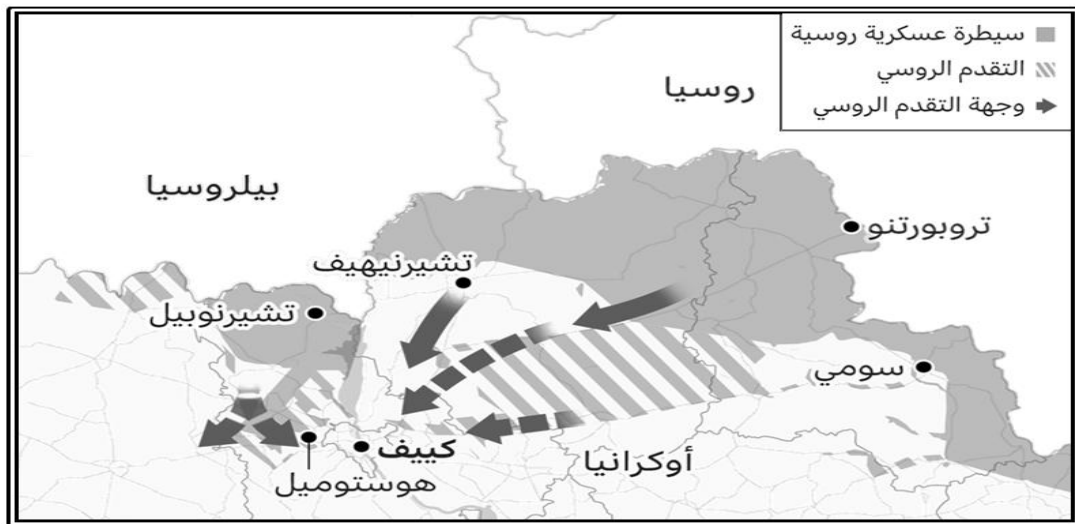 سيطرة عسكرية روسية
التقدم الروسي
وجهة التقدم الروسي
روسيا
بيلروسيا
تروبورتنو
تشيرنيهيف
تشيرنوبيل
سومي
كييف
أوكرانيا
هوستوميل